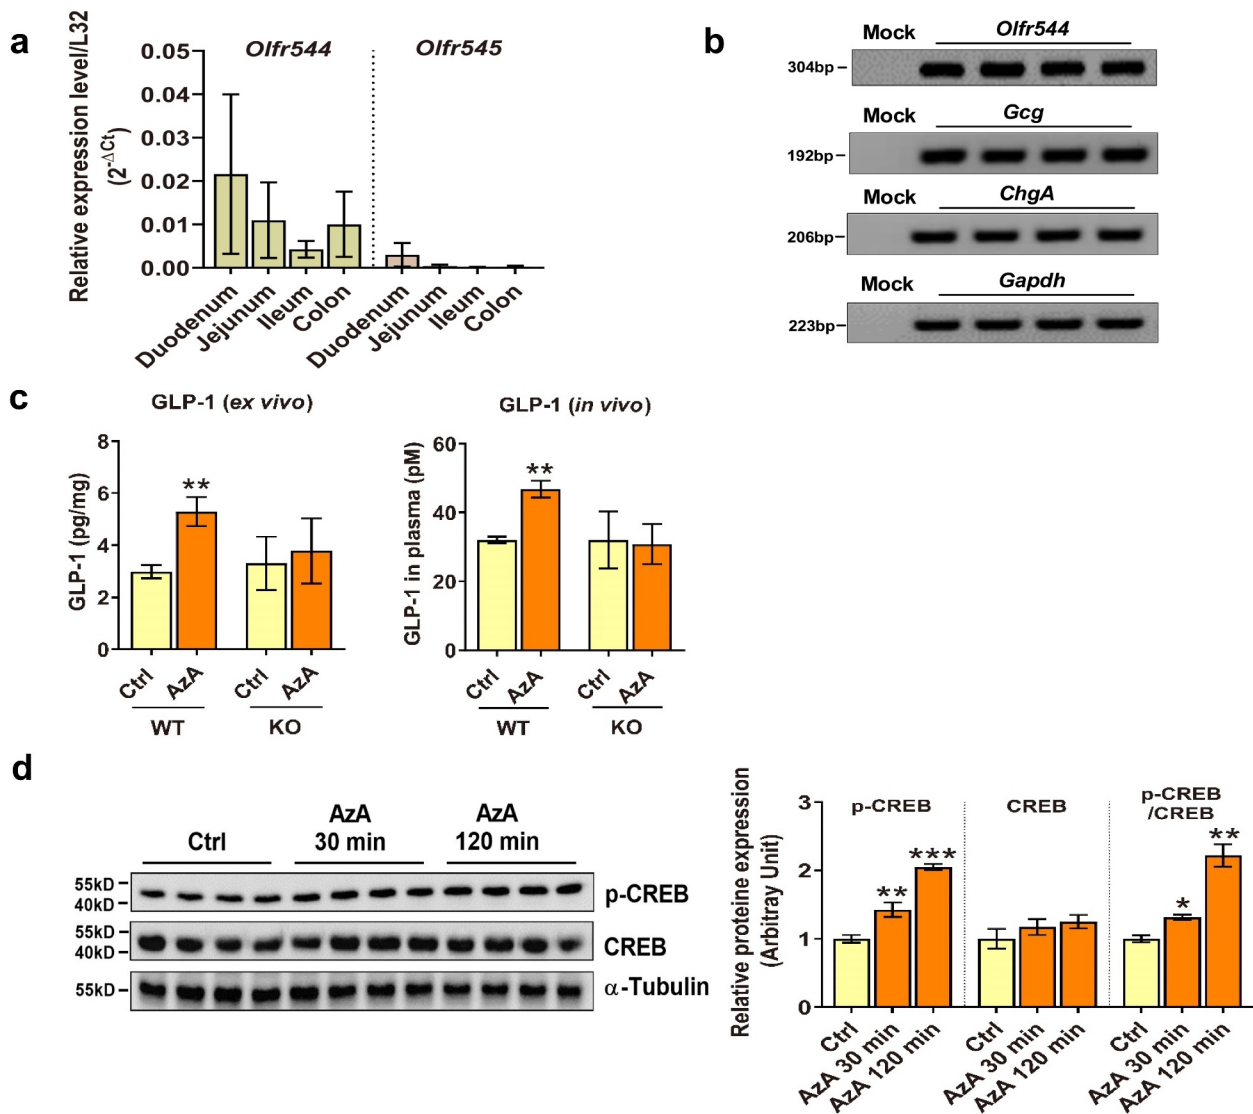 a
Relative expression level/L32
(2^-ΔCt)
Olfr544
Olfr545
0.05
0.04
0.03
0.02
0.01
0.00
Duodenum
Jejunum
Ileum
Colon
Duodenum
Jejunum
Ileum
Colon
b
Mock Olfr544
304bp
Mock Gcg
192bp
Mock ChgA
206bp
Mock Gapdh
223bp
c
GLP-1 (ex vivo)
GLP-1 (pg/mg)
8
6
4
2
0
**
Ctrl
AzA
Ctrl
AzA
WT
KO
GLP-1 (in vivo)
GLP-1 in plasma (pM)
60
40
20
0
**
Ctrl
AzA
Ctrl
AzA
WT
KO
d
Ctrl
AzA
30 min
AzA
120 min
55kD
40kD
p-CREB
55kD
40kD
CREB
55kD
α-Tubulin
Relative proteine expression
(Arbitray Unit)
3
2
1
0
p-CREB
CREB
p-CREB
/CREB
**
***
*
**
Ctrl
AzA 30 min
AzA 120 min
Ctrl
AzA 30 min
AzA 120 min
Ctrl
AzA 30 min
AzA 120 min